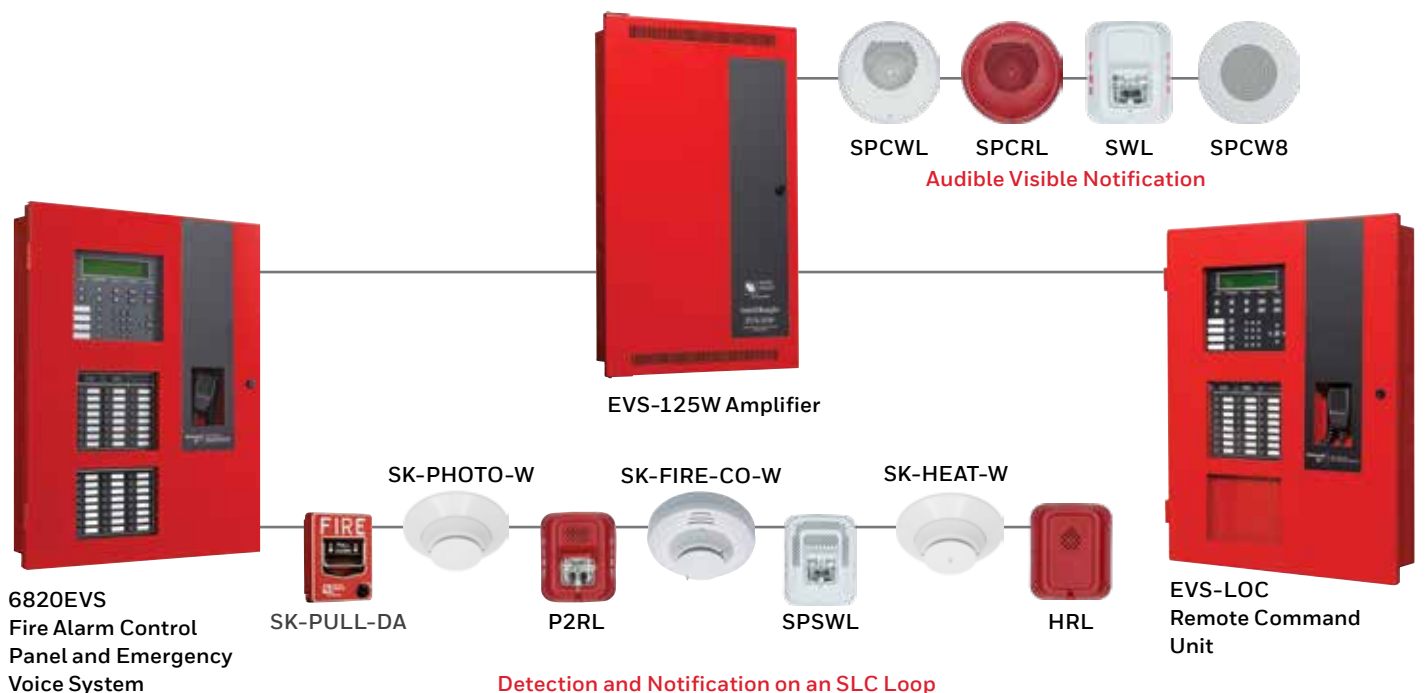 SPCWL
SPCRL
SWL
SPCW8
Audible Visible Notification
EVS-125W Amplifier
SK-PHOTO-W
SK-FIRE-CO-W
SK-HEAT-W
FIRE
SK-PULL-DA
P2RL
SPSWL
HRL
6820EVS
Fire Alarm Control
Panel and Emergency
Voice System
EVS-LOC
Remote Command
Unit
Detection and Notification on an SLC Loop